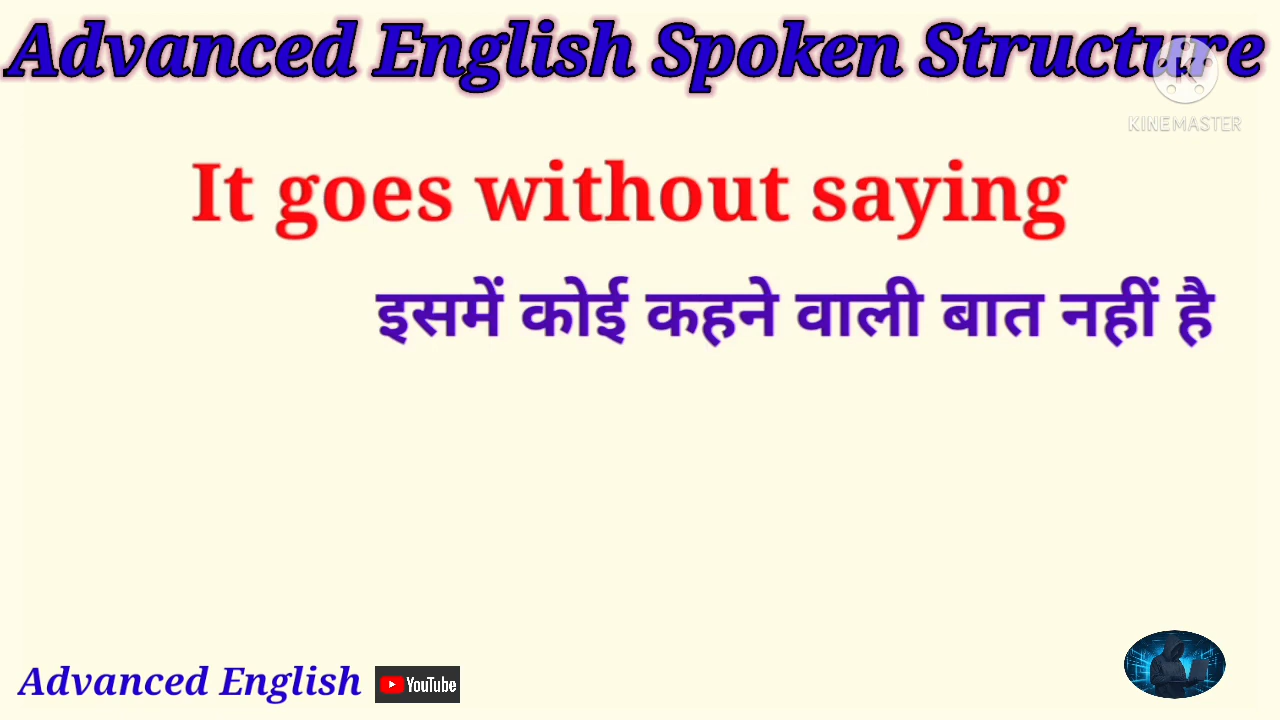 Advanced English Spoken Structure
KINEMASTER
It goes without saying
इसमें कोई कहने वाली बात नहीं है
Advanced English YouTube